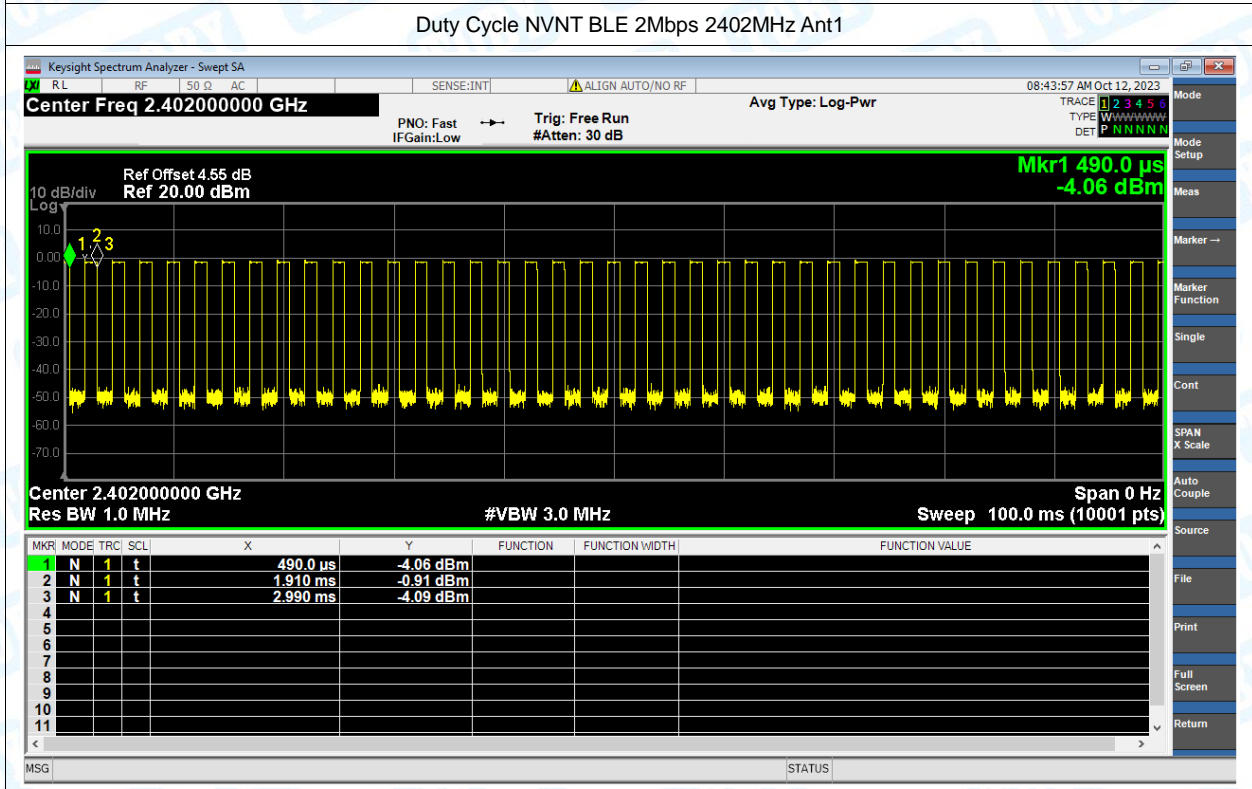 Duty Cycle NVNT BLE 2Mbps 2402MHz Ant1
Keysight Spectrum Analyzer - Swept SA
LXI RL RF 50 Ω AC SENSE:INT ALIGN AUTO/NO RF 08:43:57 AM Oct 12, 2023
Center Freq 2.402000000 GHz
Avg Type: Log-Pwr
TRACE 1 2 3 4 5 6
TYPE WWWWWW
DET P N N N N N
PNO: Fast
IFGain:Low
Trig: Free Run
#Atten: 30 dB
Mkr1 490.0 µs
-4.06 dBm
Ref Offset 4.55 dB
10 dB/div Ref 20.00 dBm
Log
10.0
0.00
-10.0
-20.0
-30.0
-40.0
-50.0
-60.0
-70.0
1 2 3
Center 2.402000000 GHz Span 0 Hz
Res BW 1.0 MHz #VBW 3.0 MHz Sweep 100.0 ms (10001 pts)
MKR MODE TRC SCL X Y FUNCTION FUNCTION WIDTH FUNCTION VALUE
1 N 1 t 490.0 µs -4.06 dBm
2 N 1 t 1.910 ms -0.91 dBm
3 N 1 t 2.990 ms -4.09 dBm
4
5
6
7
8
9
10
11
MSG STATUS
Mode
Mode Setup
Meas
Marker→
Marker Function
Single
Cont
SPAN X Scale
Auto Couple
Source
File
Print
Full Screen
Return